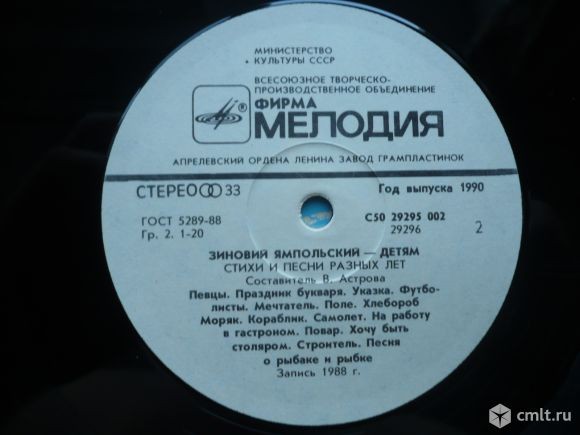 МИНИСТЕРСТВО
КУЛЬТУРЫ СССР
ВСЕСОЮЗНОЕ ТВОРЧЕСКО-
ПРОИЗВОДСТВЕННОЕ ОБЪЕДИНЕНИЕ
ФИРМА
МЕЛОДИЯ
®
АПРЕЛЕВСКИЙ ОРДЕНА ЛЕНИНА ЗАВОД ГРАМПЛАСТИНОК
СТЕРЕО 33
Год выпуска 1990
ГОСТ 5289-88
Гр. 2. 1-20
С50 29295 002
29296
2
ЗИНОВИЙ ЯМПОЛЬСКИЙ — ДЕТЯМ
СТИХИ И ПЕСНИ РАЗНЫХ ЛЕТ
Составитель В. Астрова
Певцы. Праздник букваря. Указка. Футбо-
листы. Мечтатель. Поле. Хлебороб
Моряк. Кораблик. Самолет. На работу
в гастроном. Повар. Хочу быть
столяром. Строитель. Песня
о рыбаке и рыбке
Запись 1988 г.
cmlt.ru